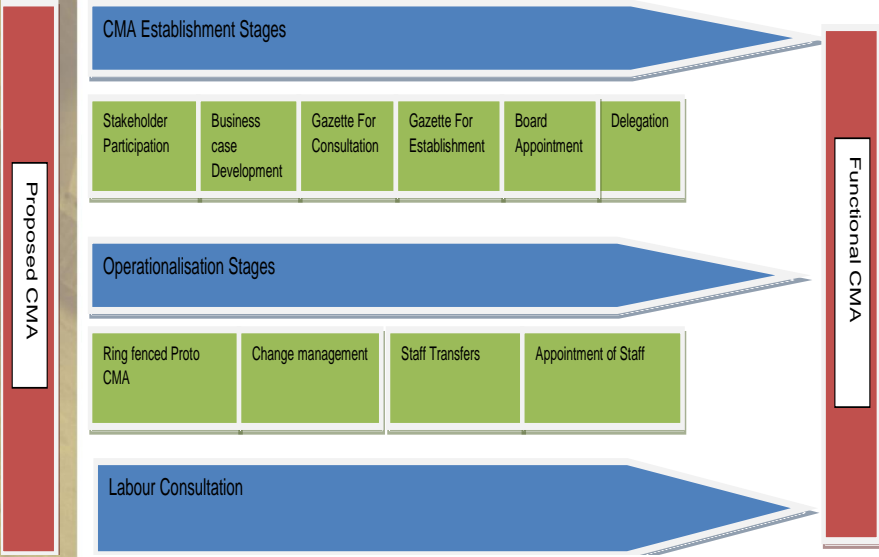 Proposed CMA
CMA Establishment Stages
Stakeholder
Participation
Business
case
Development
Gazette For
Consultation
Gazette For
Establishment
Board
Appointment
Delegation
Operationalisation Stages
Ring fenced Proto
CMA
Change management
Staff Transfers
Appointment of Staff
Labour Consultation
Functional CMA